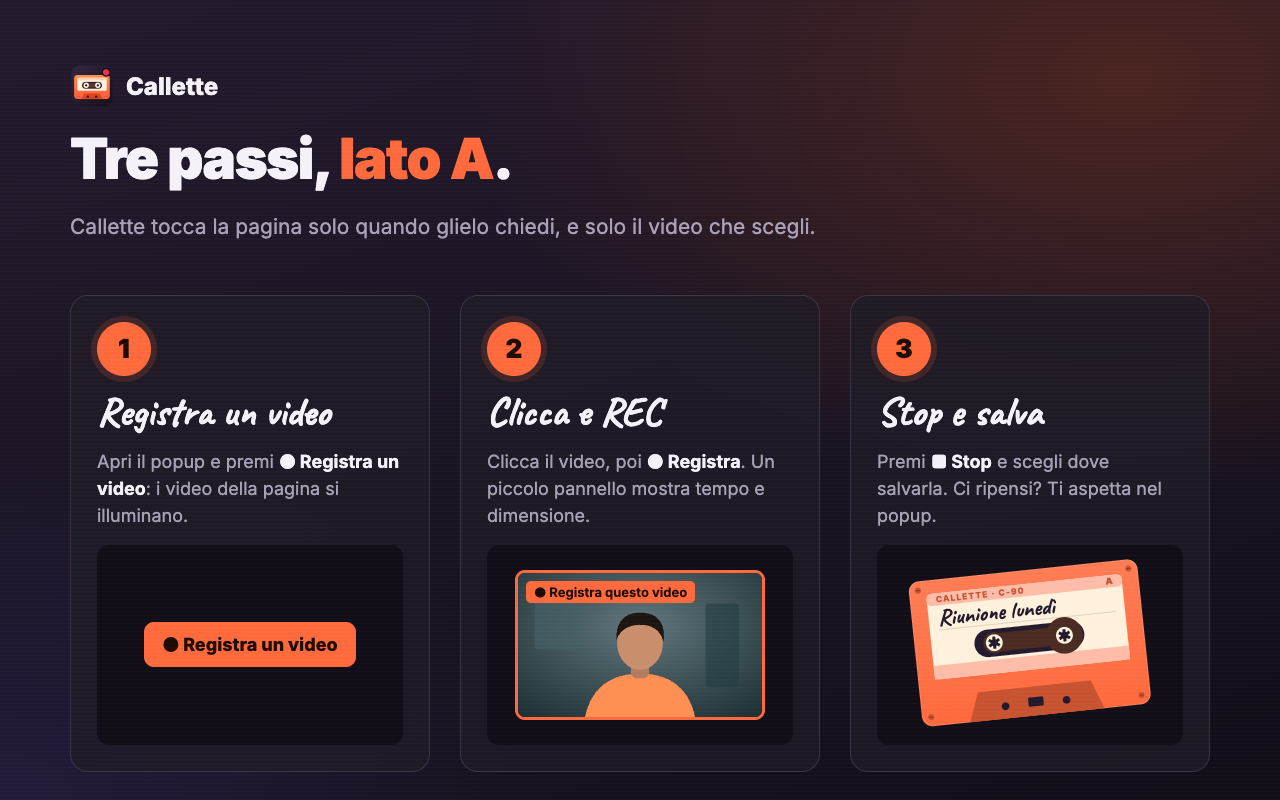 Callette
Tre passi, lato A.
Callette tocca la pagina solo quando glielo chiedi, e solo il video che scegli.
1
Registra un video
Apri il popup e premi ● Registra un
video: i video della pagina si
illuminano.
● Registra un video
2
Clicca e REC
Clicca il video, poi ● Registra. Un
piccolo pannello mostra tempo e
dimensione.
● Registra questo video
3
Stop e salva
Premi ■ Stop e scegli dove
salvarla. Ci ripensi? Ti aspetta nel
popup.
CALLETTE · C-90 A
Riunione lunedì